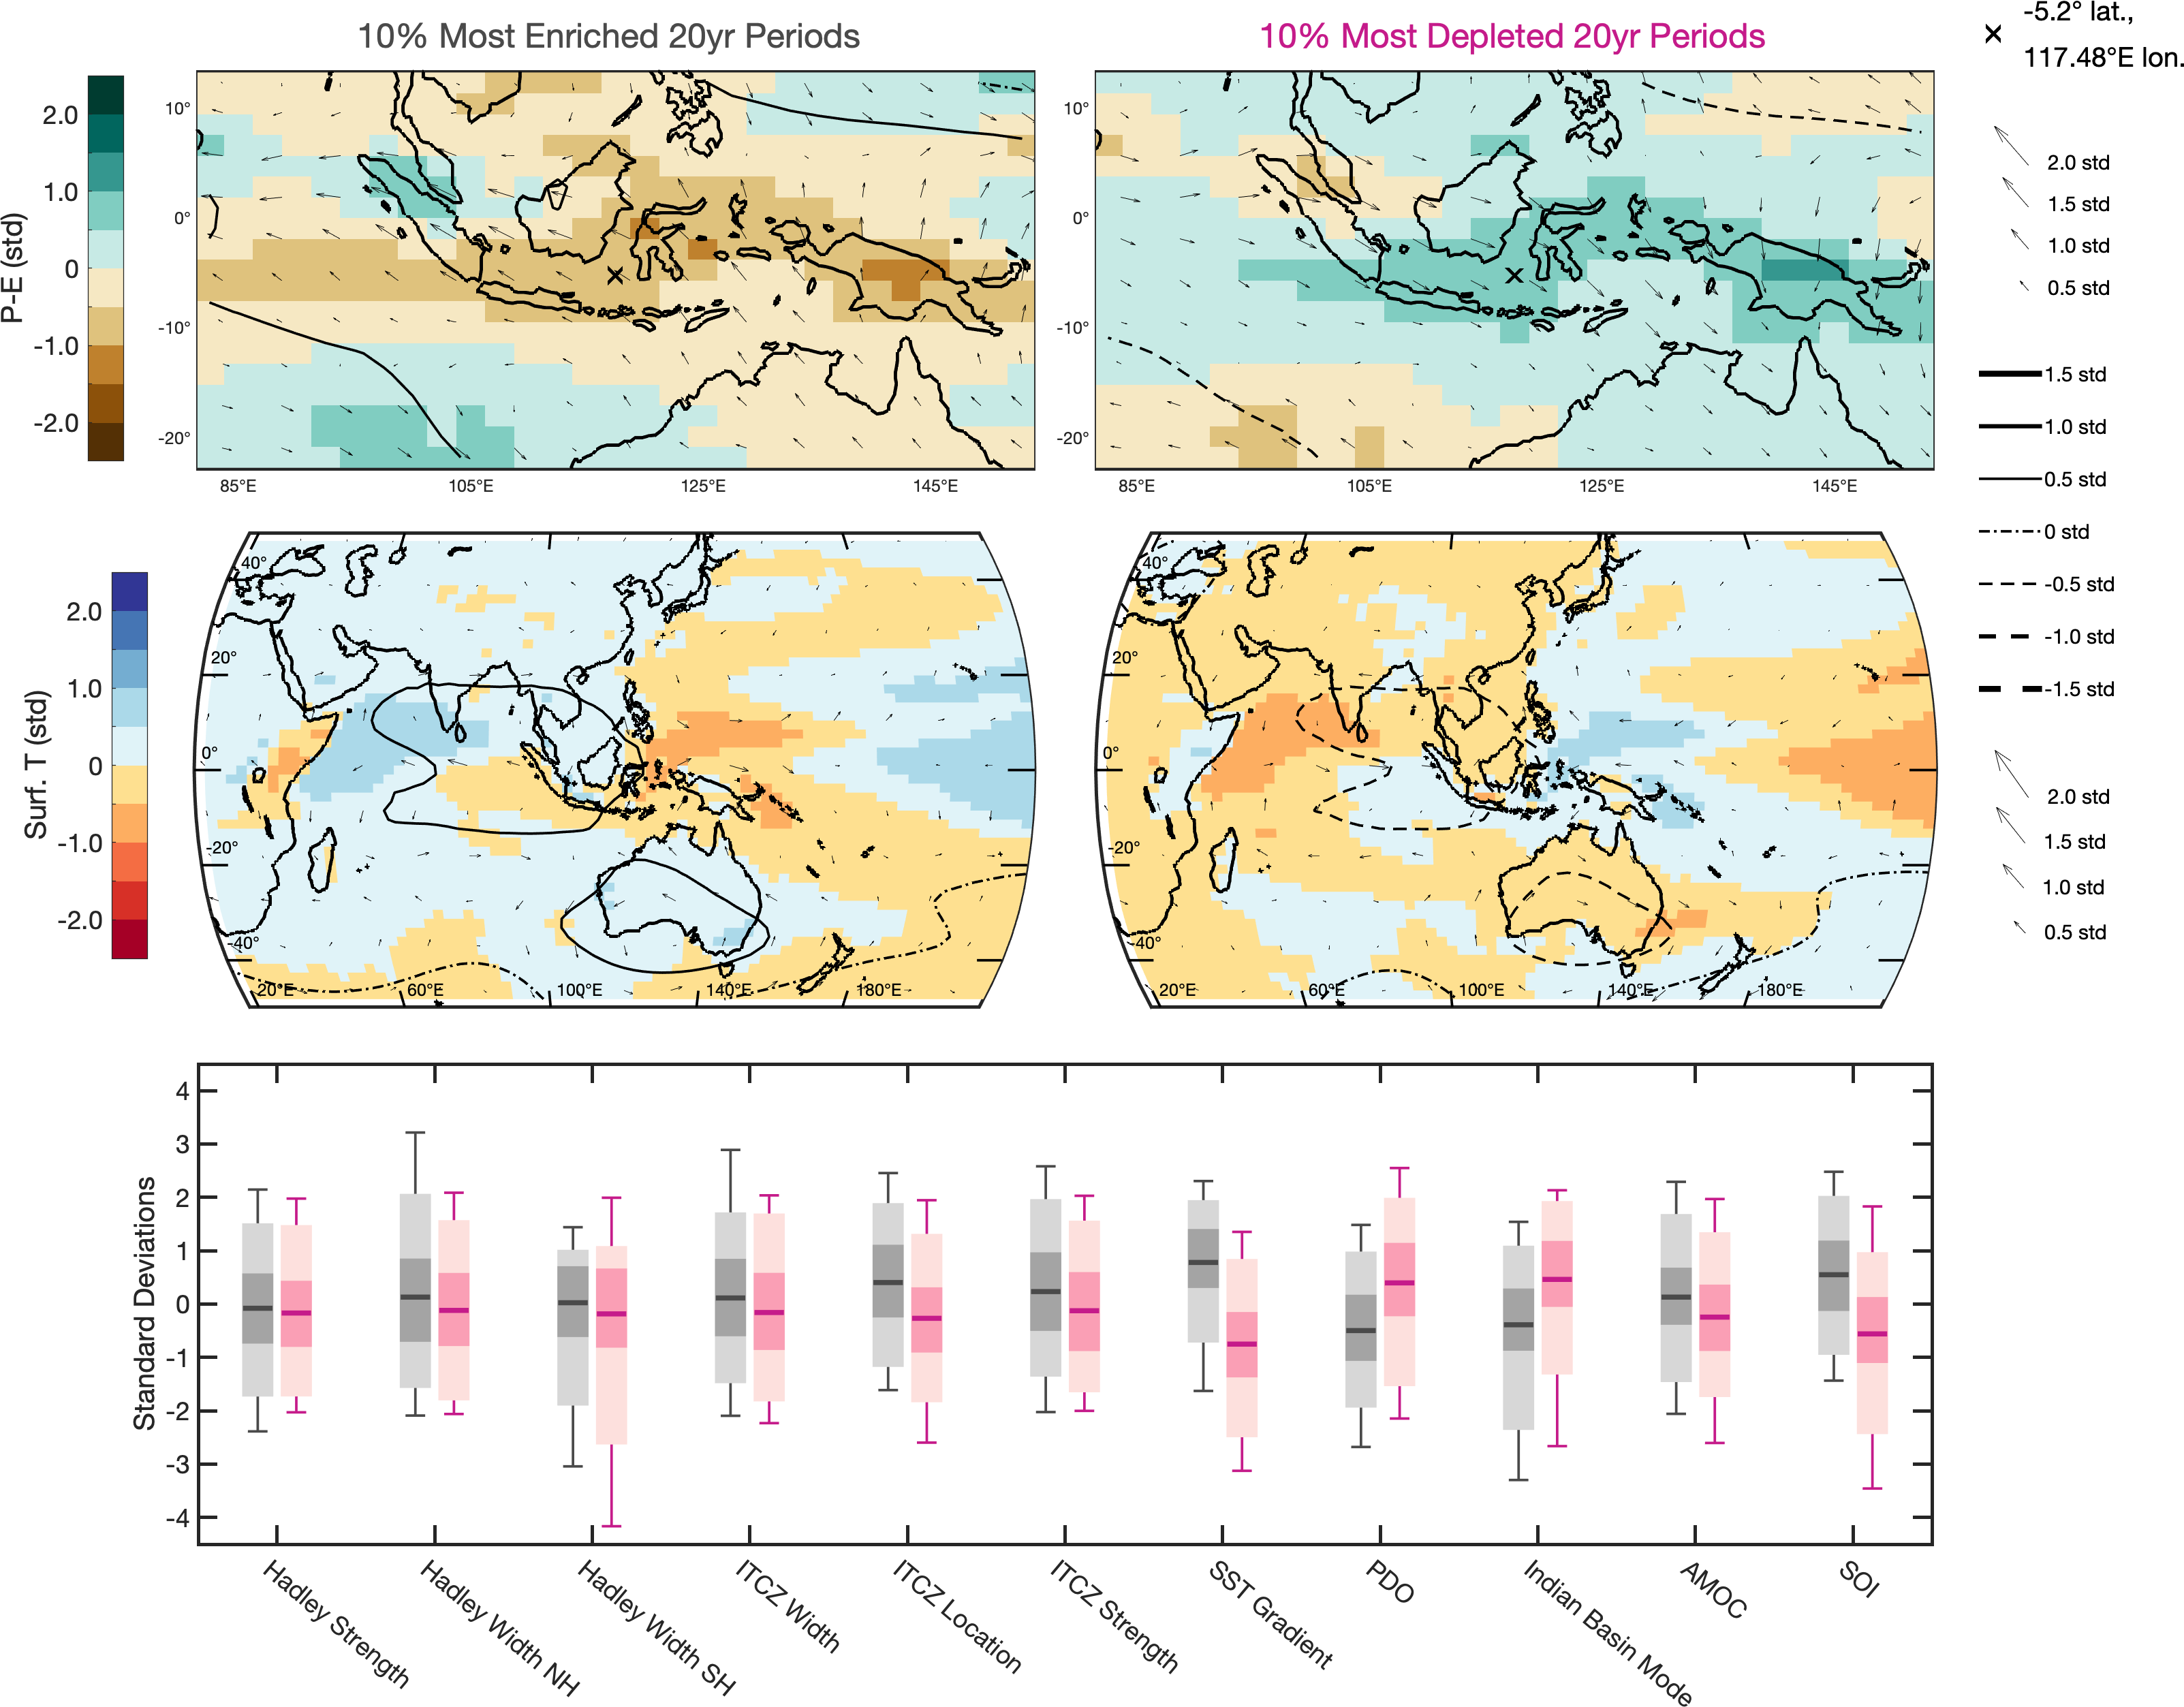 10% Most Enriched 20yr Periods
10% Most Depleted 20yr Periods
-5.2° lat.,
117.48°E lon.
P-E (std)
2.0
1.0
0
-1.0
-2.0
10°
0°
-10°
-20°
85°E
105°E
125°E
145°E
10°
0°
-10°
-20°
85°E
105°E
125°E
145°E
2.0 std
1.5 std
1.0 std
0.5 std
1.5 std
1.0 std
0.5 std
0 std
-0.5 std
-1.0 std
-1.5 std
Surf. T (std)
2.0
1.0
0
-1.0
-2.0
40°
20°
0°
-20°
-40°
20°E
60°E
100°E
140°E
180°E
40°
20°
0°
-20°
-40°
20°E
60°E
100°E
140°E
180°E
2.0 std
1.5 std
1.0 std
0.5 std
Standard Deviations
4
3
2
1
0
-1
-2
-3
-4
Hadley Strength
Hadley Width NH
Hadley Width SH
ITCZ Width
ITCZ Location
ITCZ Strength
SST Gradient
PDO
Indian Basin Mode
AMOC
SOI